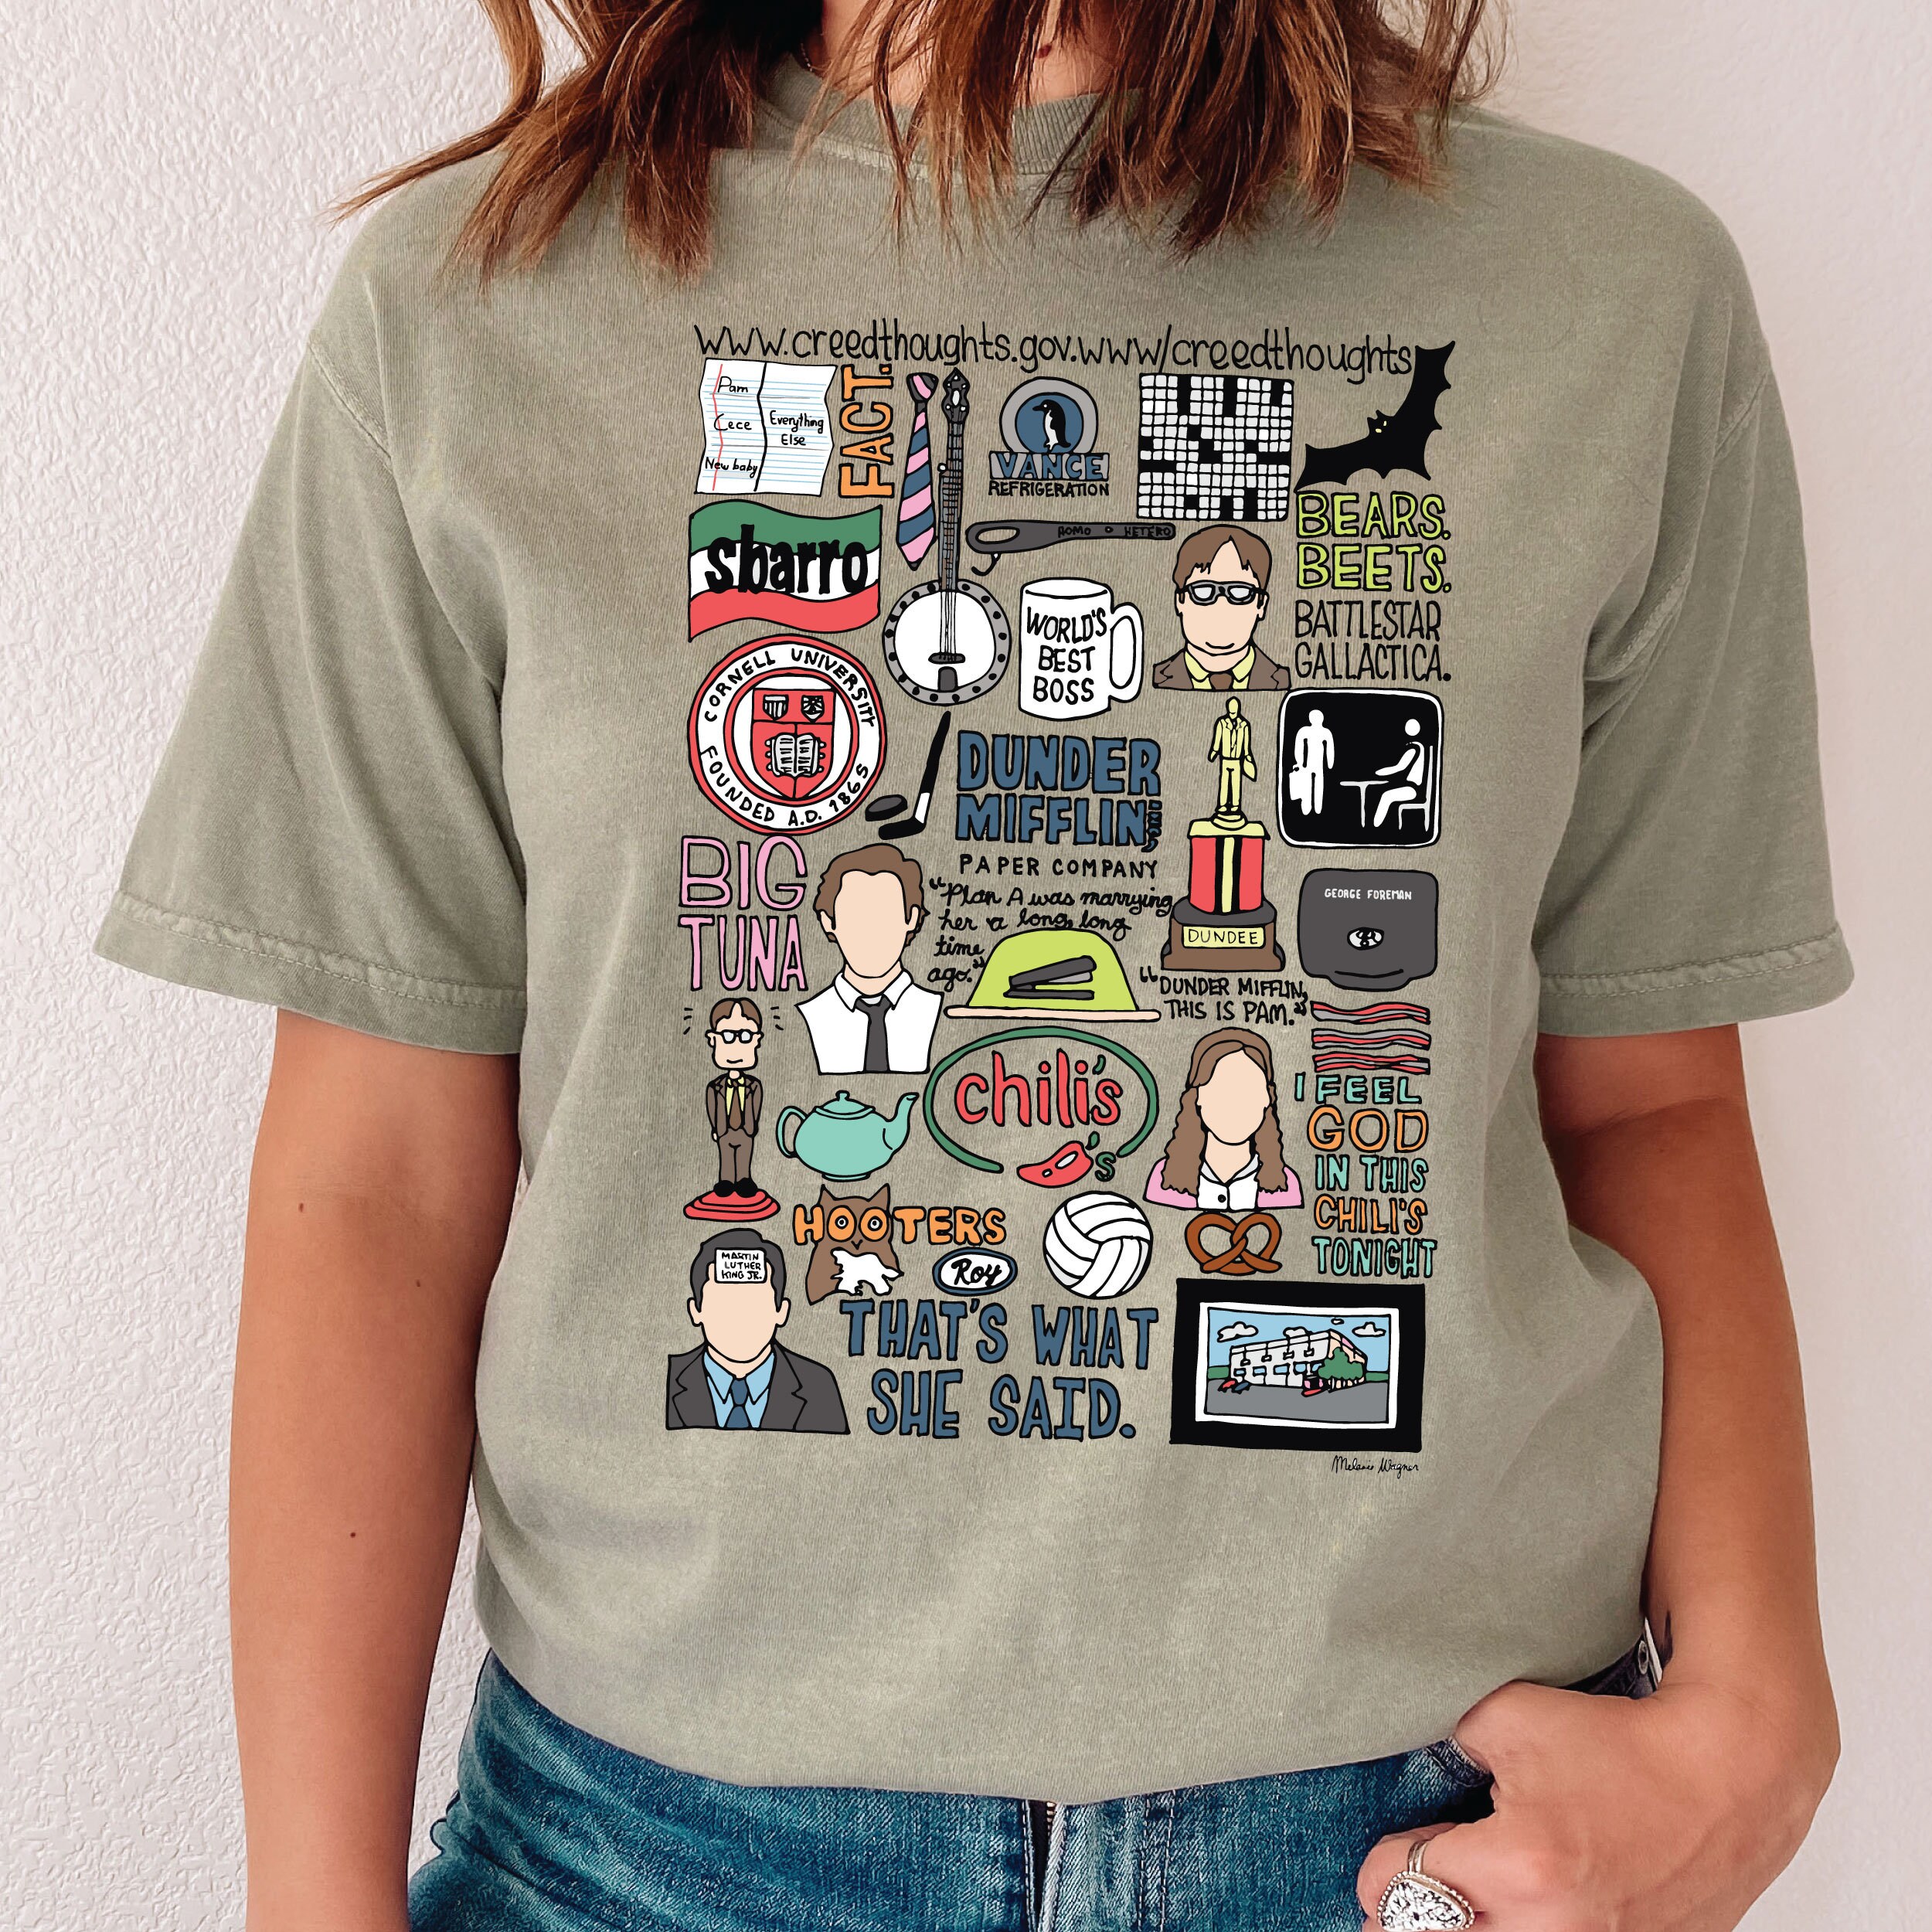 www.creedthoughts.gov.www/creedthoughts
Pam
Cece
New baby
Everything
Else
FACT.
VANCE
REFRIGERATION
HOMO O HETERO
BEARS.
BEETS.
BATTLESTAR
GALLACTICA.
sbarro
WORLD'S
BEST
BOSS
CORNELL UNIVERSITY
FOUNDED A.D. 1865
DUNDER
MIFFLIN, INC.
PAPER COMPANY
BIG
TUNA
"Plan A was marrying
her a long, long
time
ago."
DUNDEE
GEORGE FOREMAN
"DUNDER MIFFLIN,
THIS IS PAM."
chili's
's
I FEEL
GOD
IN THIS
CHILI'S
TONIGHT
HOOTERS
Roy
MARTIN
LUTHER
KING JR.
THAT'S WHAT
SHE SAID.
Melanie Wagner